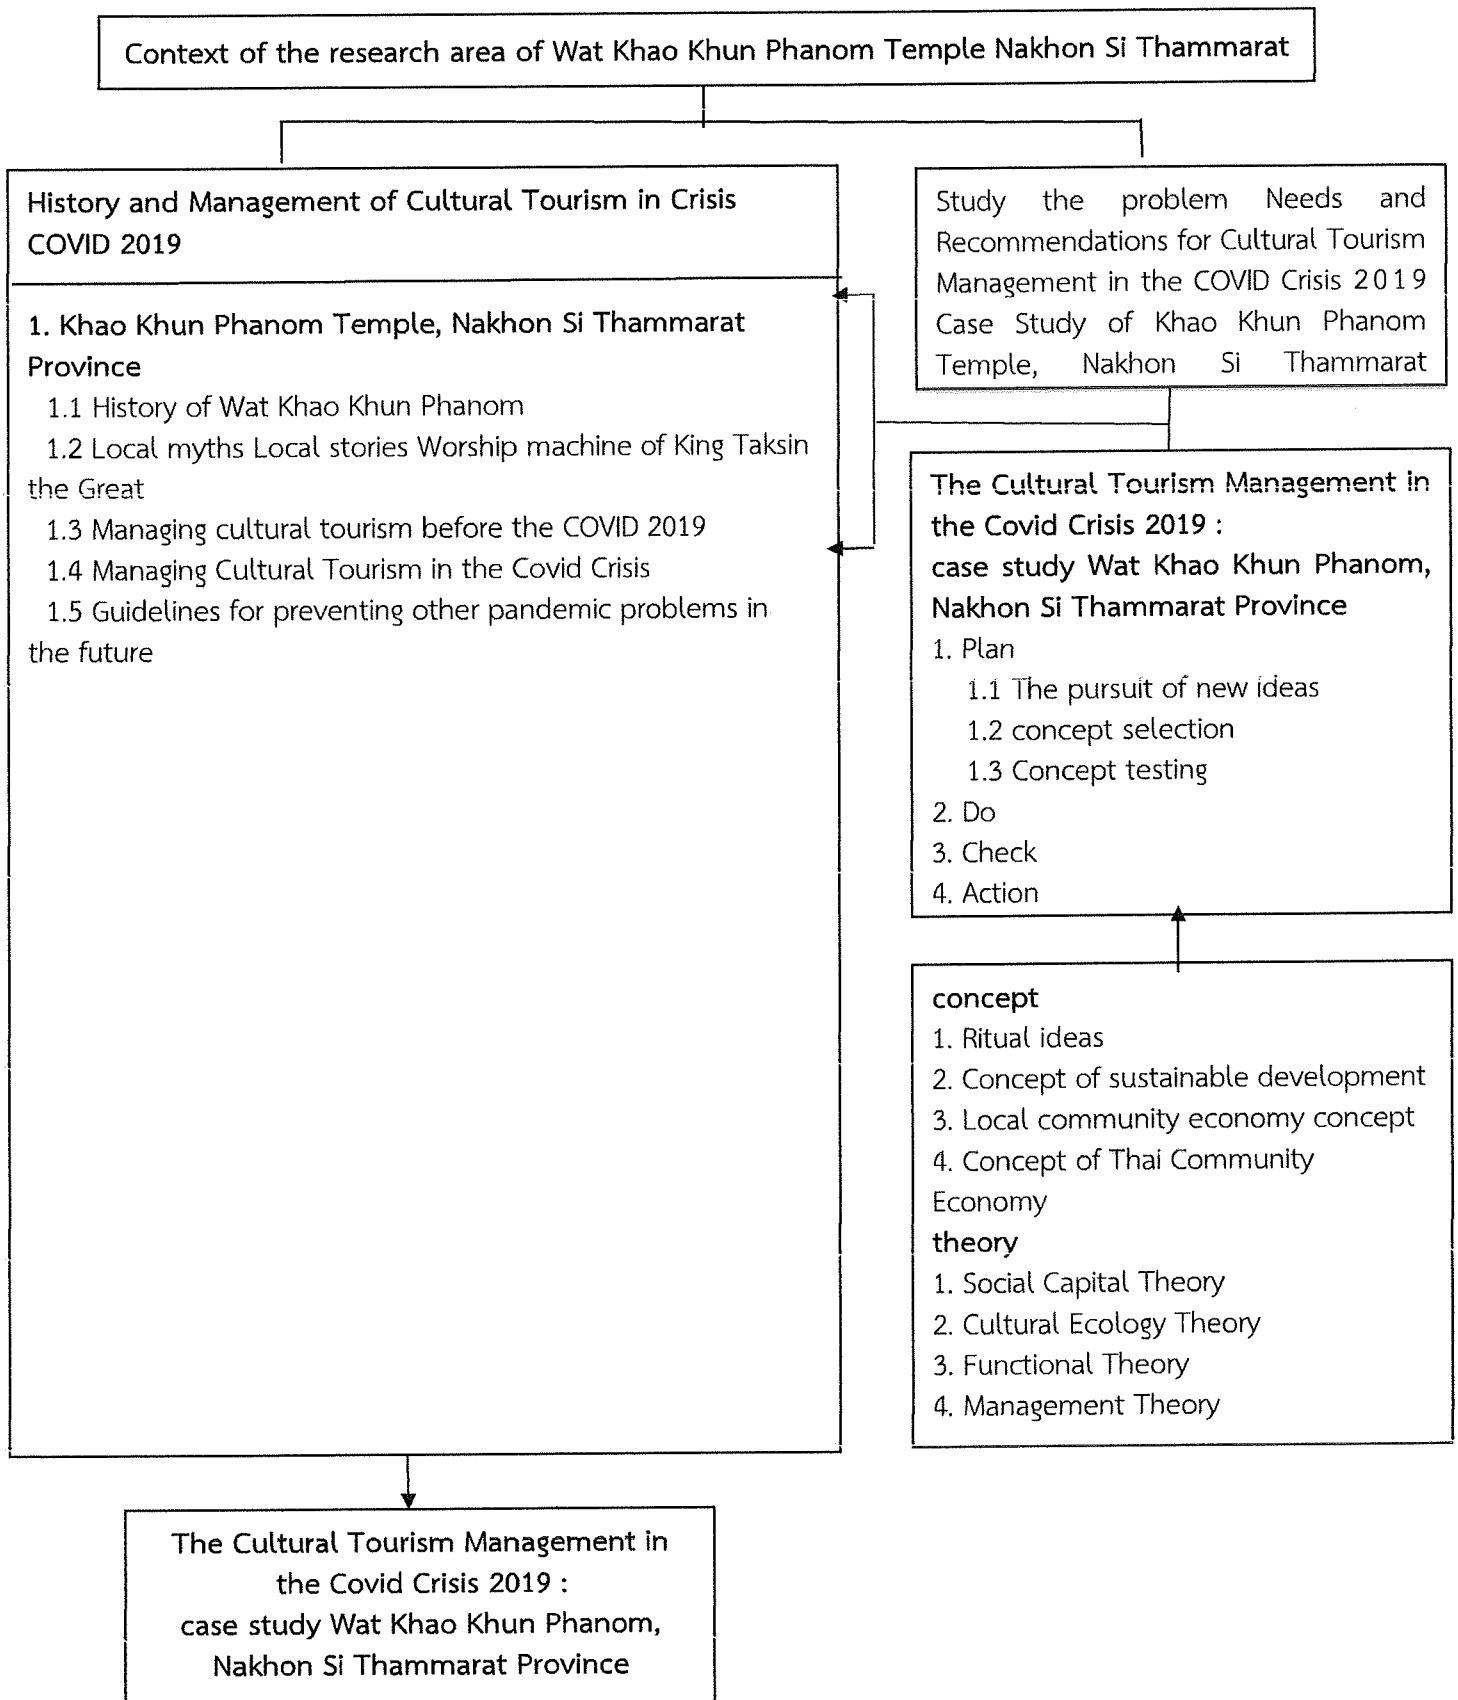 Context of the research area of Wat Khao Khun Phanom Temple Nakhon Si Thammarat
History and Management of Cultural Tourism in Crisis
COVID 2019
1. Khao Khun Phanom Temple, Nakhon Si Thammarat
Province
1.1 History of Wat Khao Khun Phanom
1.2 Local myths Local stories Worship machine of King Taksin
the Great
1.3 Managing cultural tourism before the COVID 2019
1.4 Managing Cultural Tourism in the Covid Crisis
1.5 Guidelines for preventing other pandemic problems in
the future
Study the problem Needs and
Recommendations for Cultural Tourism
Management in the COVID Crisis 2019
Case Study of Khao Khun Phanom
Temple, Nakhon Si Thammarat
The Cultural Tourism Management in
the Covid Crisis 2019 :
case study Wat Khao Khun Phanom,
Nakhon Si Thammarat Province
1. Plan
1.1 The pursuit of new ideas
1.2 concept selection
1.3 Concept testing
2. Do
3. Check
4. Action
concept
1. Ritual ideas
2. Concept of sustainable development
3. Local community economy concept
4. Concept of Thai Community
Economy
theory
1. Social Capital Theory
2. Cultural Ecology Theory
3. Functional Theory
4. Management Theory
The Cultural Tourism Management in
the Covid Crisis 2019 :
case study Wat Khao Khun Phanom,
Nakhon Si Thammarat Province